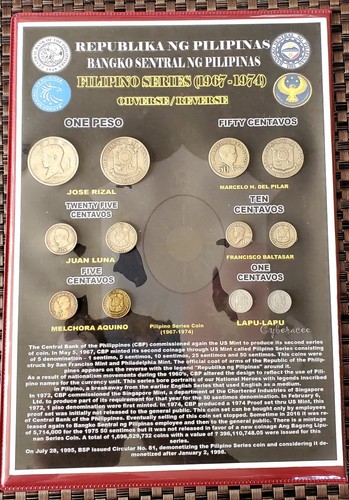 REPUBLIKA NG PILIPINAS
BANGKO SENTRAL NG PILIPINAS
FILIPINO SERIES (1967-1974)
OBVERSE/REVERSE
ONE PESO
FIFTY CENTAVOS
JOSE RIZAL
MARCELO H. DEL PILAR
TWENTY FIVE
CENTAVOS
TEN
CENTAVOS
JUAN LUNA
FRANCISCO BALTASAR
FIVE
CENTAVOS
ONE
CENTAVOS
MELCHORA AQUINO
Pilipino Series Coin
(1967-1974)
LAPU-LAPU
Cyberacee
The Central Bank of the Philippines (CBP) commissioned again the US Mint to produce its second series
of coin. In May 5, 1967, CBP minted its second coinage through US Mint called Pilipino Series consisting
of 5 denomination - 1 sentimo, 5 sentimos, 10 sentimos, 25 sentimos and 50 sentimos. This coins were
struck by San Francisco Mint and Philadelphia Mint. The official coat of arms of the Republic of the Philip-
pines appears on the reverse with the legend "Republika ng Pilipinas" around it.
As a result of nationalism movements during the 1960's, CBP changed the design to reflect the use of Fili-
pino names for the currency unit. This series bore portraits of our National Heroes with legends inscribed
in Pilipino, a breakaway from the earlier English Series that used English as a medium.
In 1972, CBP commissioned the Singapore Mint, a department of the Chartered Industries of Singapore
Ltd. to produce part of its requirement for that year for the 50 sentimos denomination. In February 6,
1972, 1 piso denomination were first minted. In 1974, CBP produced a 1974 Proof set the US Mint, this
proof set was initially not released to the general public. This coin set can be bought only by employees
of Central Bank of the Philippines. Eventually selling of this coin set stopped. Sometime in 2016 it was re-
leased again to Bangko Sentral ng Pilipinas employee and then to the general public. There is a minting
of 5,714,000 for the 1975 50 sentimos but it was not released in favor of a new coinage Ang Bagong Lipu-
nan Series Coin. A total of 1,696,529,732 coins with a value of ₱ 396,110,748.05 were issued for this
series.
On July 28, 1995, BSP issued Circular No. 81, demonetizing the Pilipino Series coin and considering it de-
monetized after January 2, 1998.